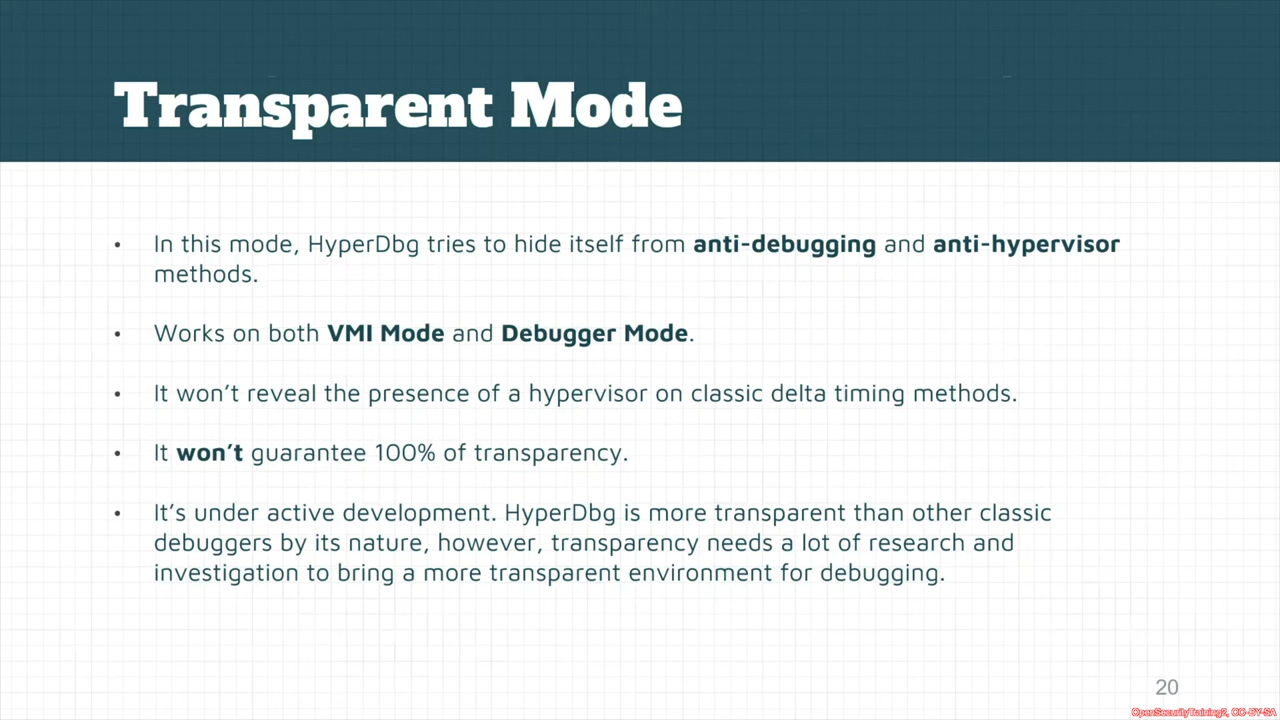 Transparent Mode
• In this mode, HyperDbg tries to hide itself from anti-debugging and anti-hypervisor
methods.
• Works on both VMI Mode and Debugger Mode.
• It won’t reveal the presence of a hypervisor on classic delta timing methods.
• It won’t guarantee 100% of transparency.
• It’s under active development. HyperDbg is more transparent than other classic
debuggers by its nature, however, transparency needs a lot of research and
investigation to bring a more transparent environment for debugging.
20
OpenSecurityTraining2, CC-BY-SA